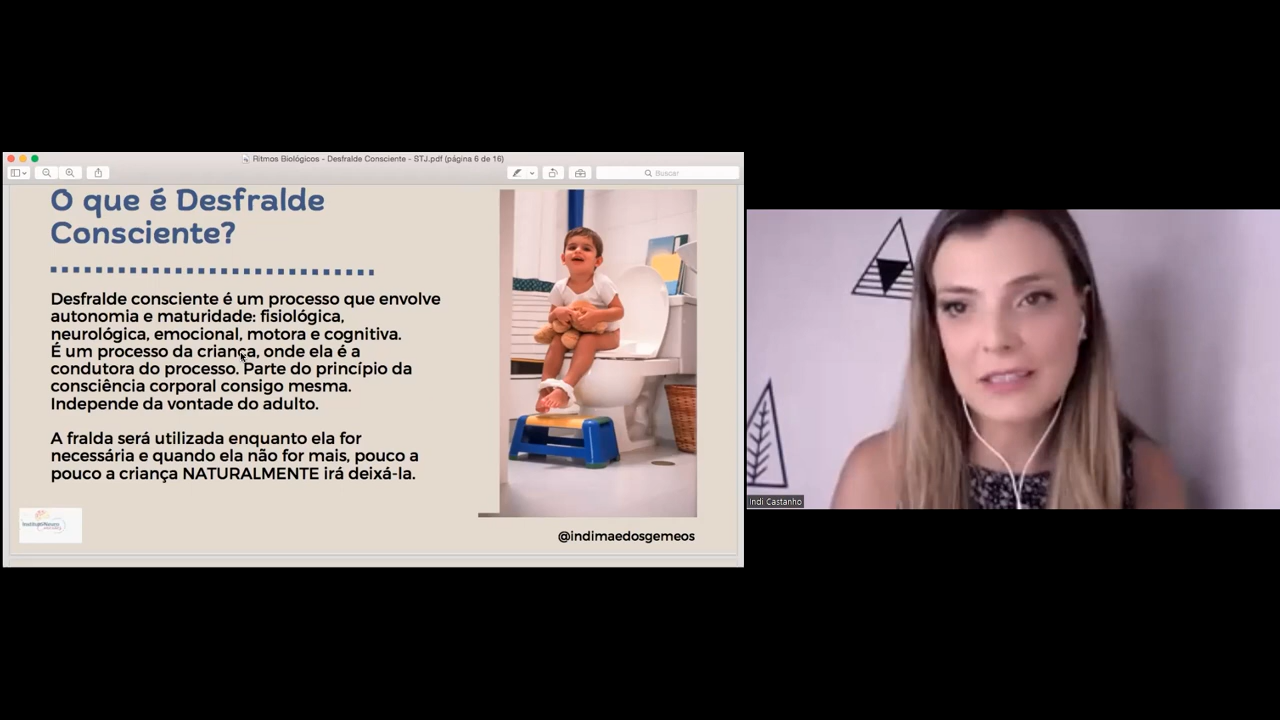 Ritmos Biológicos - Desfralde Consciente - STJ.pdf (página 6 de 16)
Buscar
O que é Desfralde
Consciente?
Desfralde consciente é um processo que envolve
autonomia e maturidade: fisiológica,
neurológica, emocional, motora e cognitiva.
É um processo da criança, onde ela é a
condutora do processo. Parte do princípio da
consciência corporal consigo mesma.
Independe da vontade do adulto.
A fralda será utilizada enquanto ela for
necessária e quando ela não for mais, pouco a
pouco a criança NATURALMENTE irá deixá-la.
@indimaedosgemeos
Indi Castanho